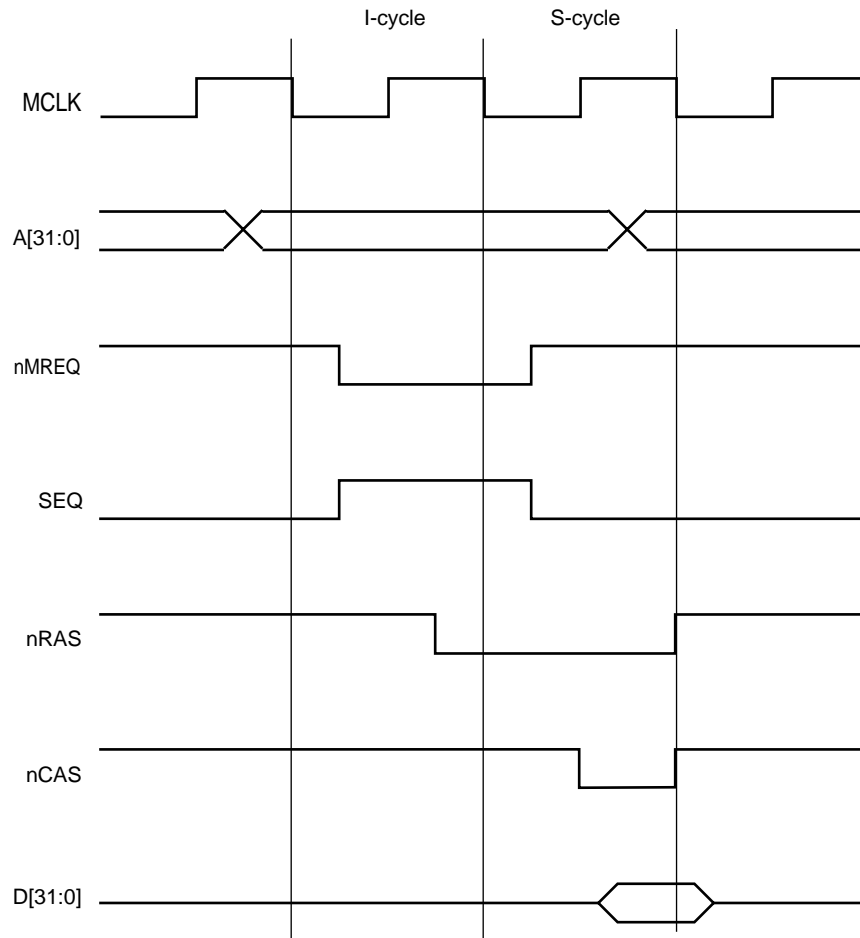 I-cycle S-cycle
MCLK
A[31:0]
nMREQ
SEQ
nRAS
nCAS
D[31:0]